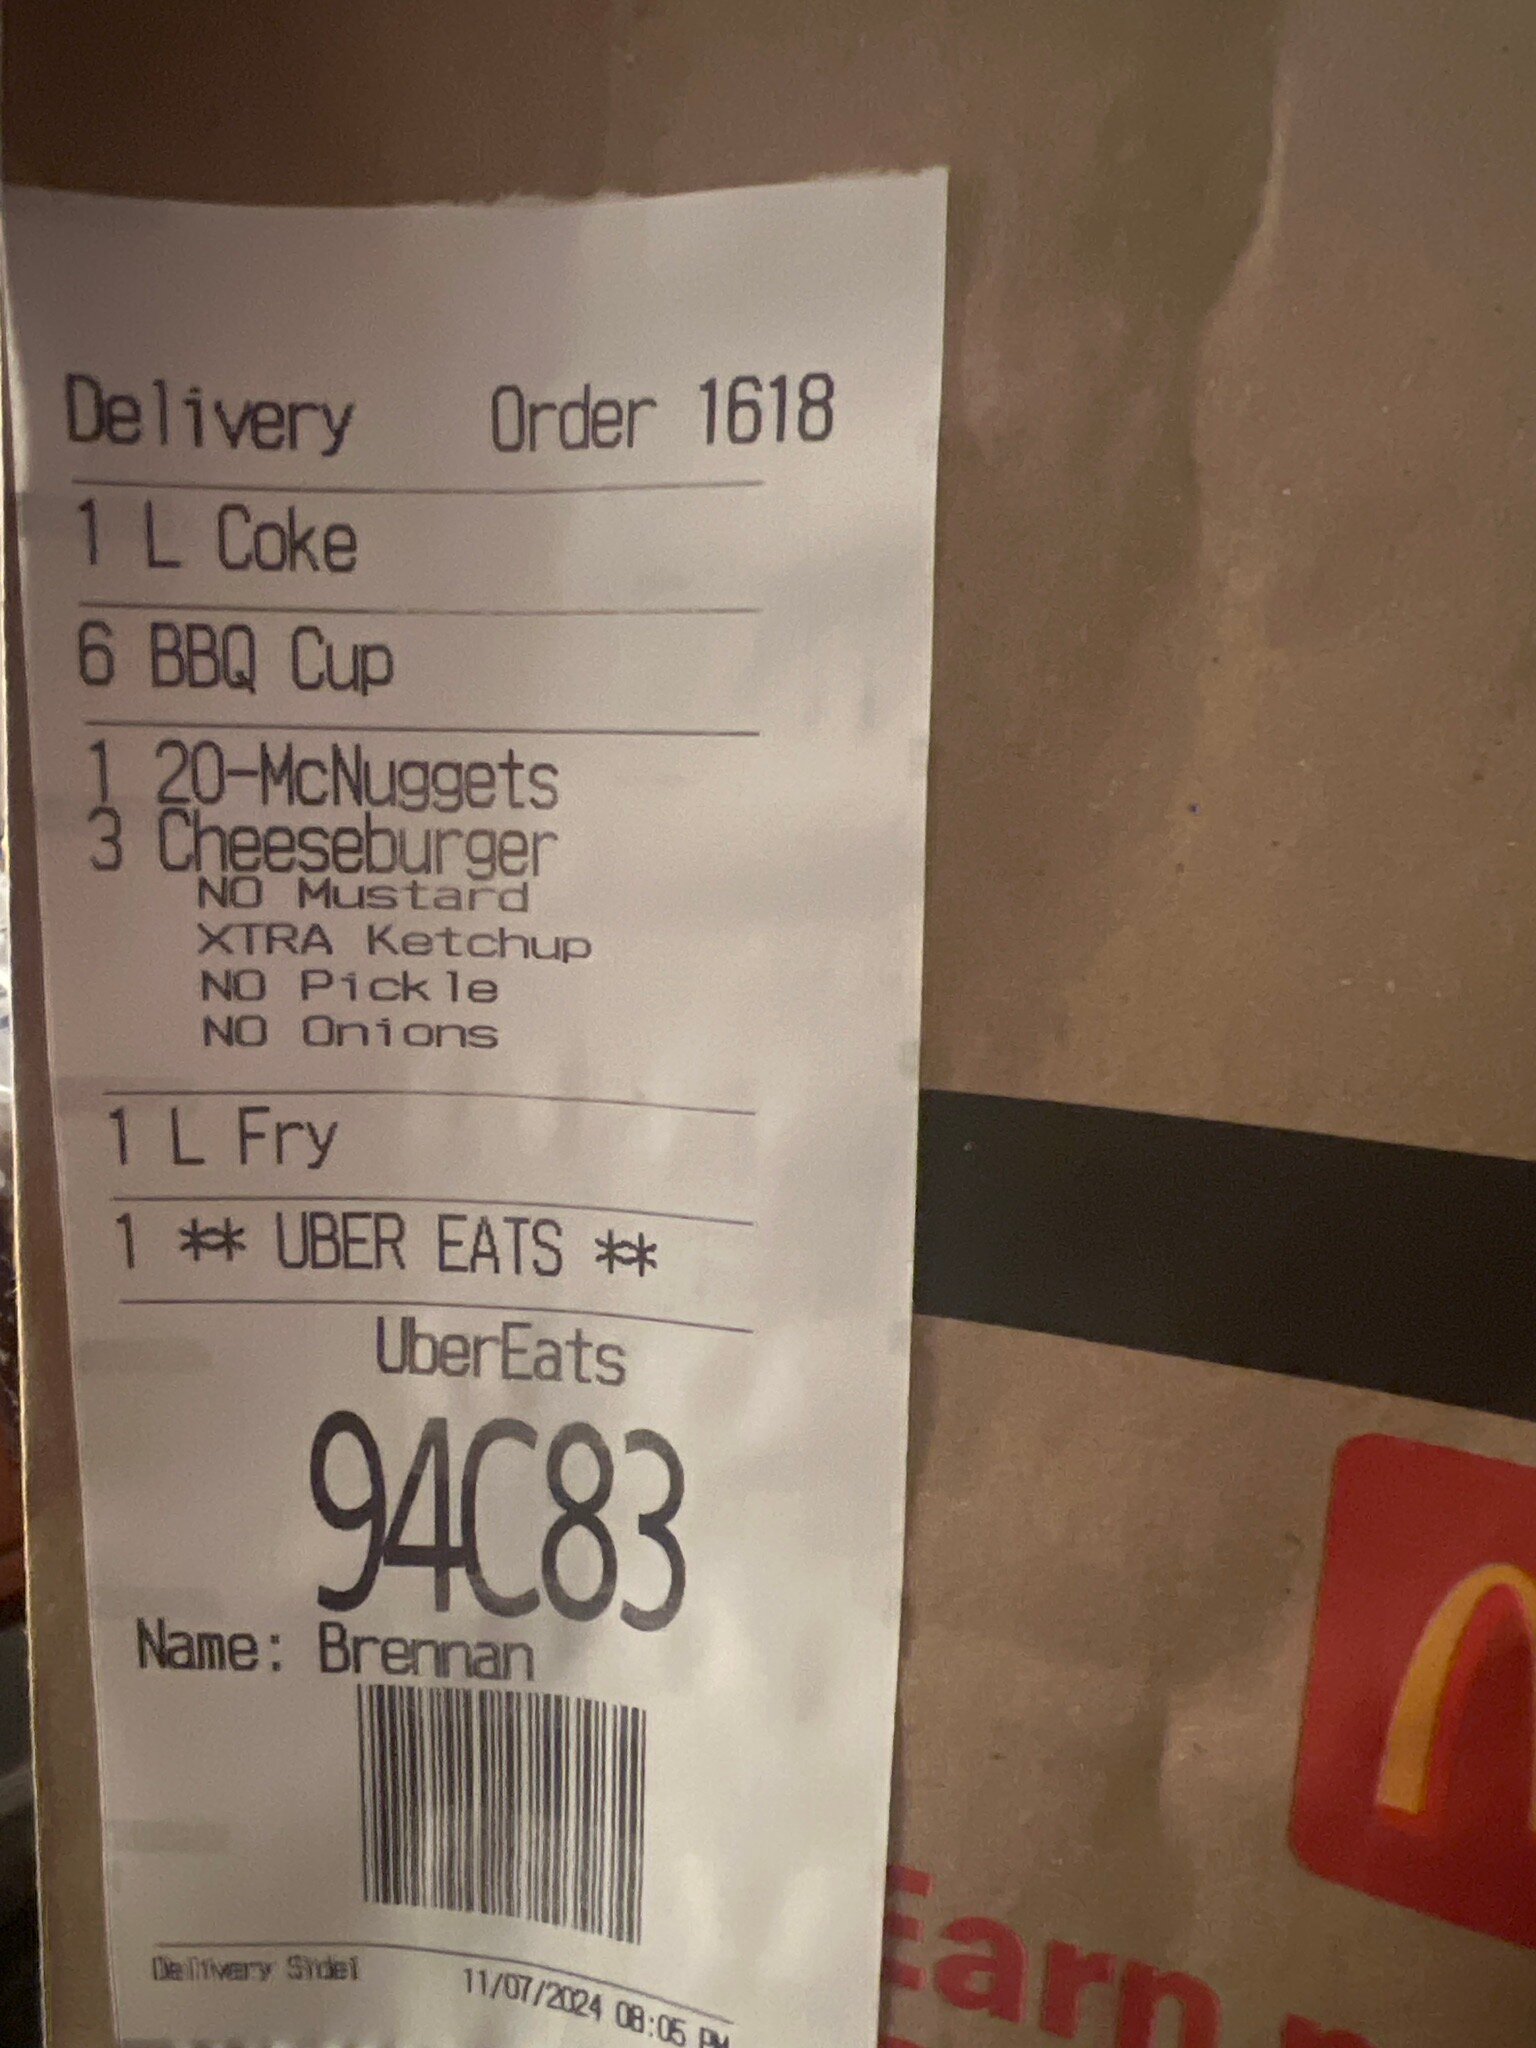 Delivery Order 1618
1 L Coke
6 BBQ Cup
1 20-McNuggets
3 Cheeseburger
NO Mustard
XTRA Ketchup
NO Pickle
NO Onions
1 L Fry
1 ** UBER EATS **
UberEats
94C83
Name: Brennan
Delivery Side1
11/07/2024 08:05 PM
Earn